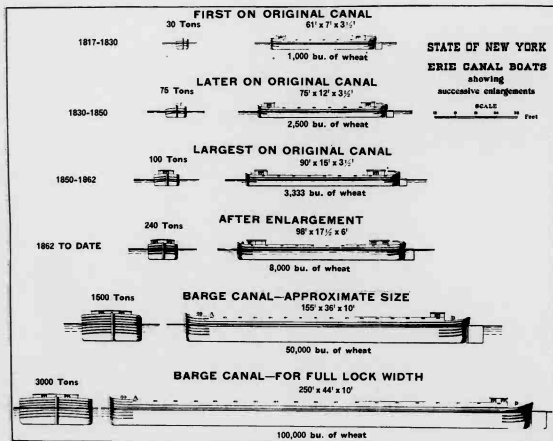 FIRST ON ORIGINAL CANAL
30 Tons
61' x 7' x 3½'
1817-1830
1,000 bu. of wheat
STATE OF NEW YORK
ERIE CANAL BOATS
showing
successive enlargements
SCALE
Feet
LATER ON ORIGINAL CANAL
75 Tons
75' x 12' x 3½'
1830-1850
2,500 bu. of wheat
LARGEST ON ORIGINAL CANAL
100 Tons
90' x 15' x 3½'
1850-1862
3,333 bu. of wheat
AFTER ENLARGEMENT
240 Tons
98' x 17½ x 6'
1862 TO DATE
8,000 bu. of wheat
BARGE CANAL—APPROXIMATE SIZE
1500 Tons
155' x 36' x 10'
50,000 bu. of wheat
BARGE CANAL—FOR FULL LOCK WIDTH
3000 Tons
250' x 44' x 10'
100,000 bu. of wheat